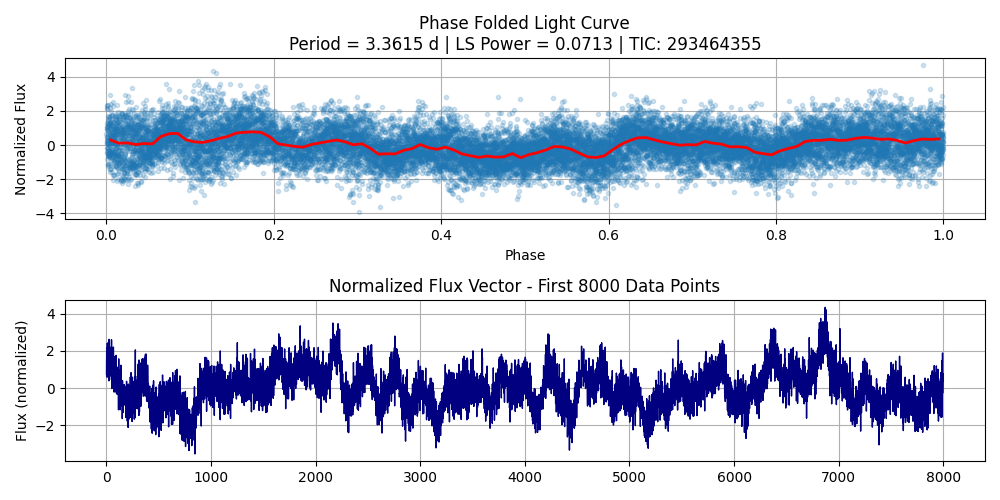 Phase Folded Light Curve
Period = 3.3615 d | LS Power = 0.0713 | TIC: 293464355
Normalized Flux
4
2
0
−2
−4
0.0 0.2 0.4 0.6 0.8 1.0
Phase
Normalized Flux Vector - First 8000 Data Points
Flux (normalized)
4
2
0
−2
0 1000 2000 3000 4000 5000 6000 7000 8000